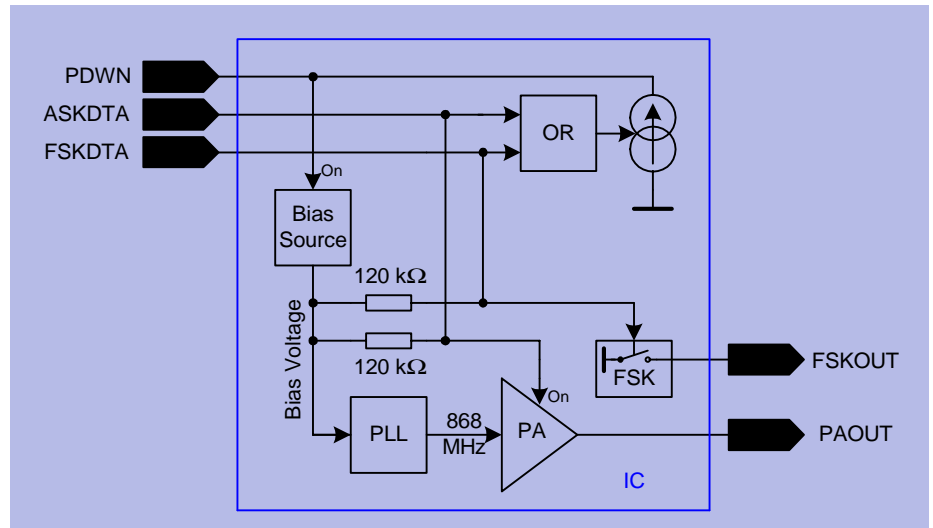 PDWN
ASKDTA
FSKDTA
OR
On
Bias
Source
120 kΩ
Bias Voltage
120 kΩ
FSK
FSKOUT
On
PLL
868
MHz
PA
PAOUT
IC